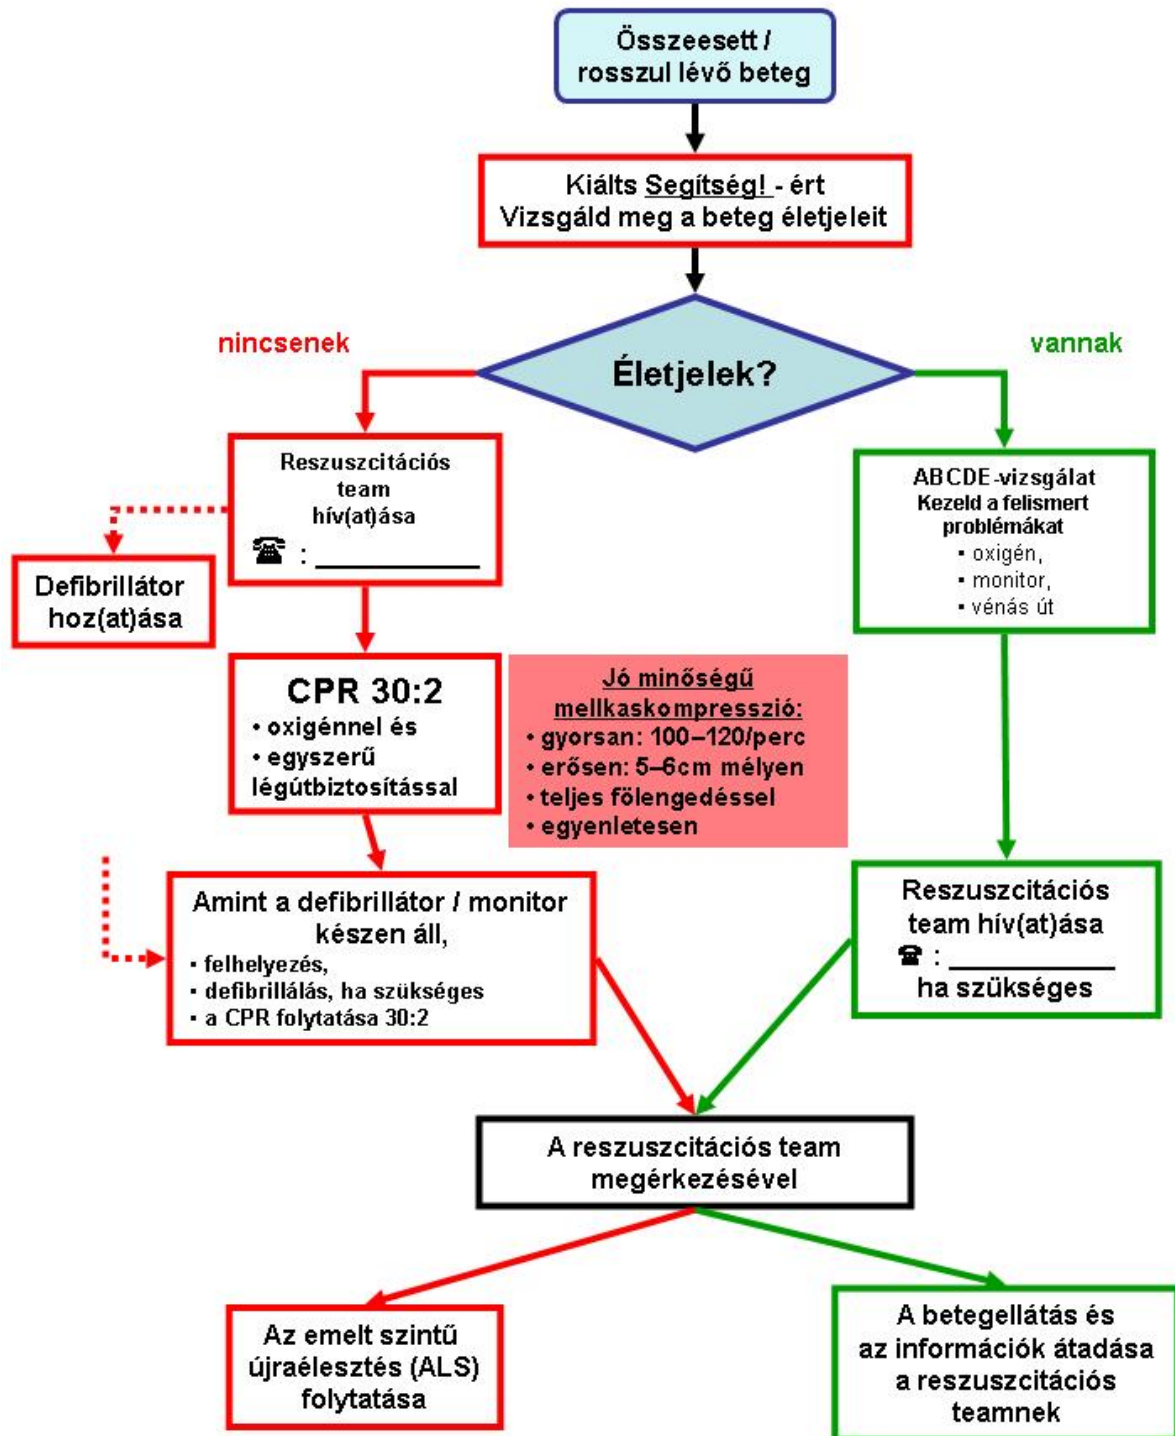 Összeesett /
rosszul lévő beteg
Kiálts Segítség! - ért
Vizsgáld meg a beteg életjeleit
nincsenek
vannak
Életjelek?
Reszuszcitációs
team
hív(at)ása
☎ : ___________
Defibrillátor
hoz(at)ása
ABCDE-vizsgálat
Kezeld a felismert
problémákat
▪ oxigén,
▪ monitor,
▪ vénás út
CPR 30:2
• oxigénnel és
• egyszerű
légútbiztosítással
Jó minőségű
mellkaskompresszió:
• gyorsan: 100–120/perc
• erősen: 5–6cm mélyen
• teljes fölengedéssel
• egyenletesen
Amint a defibrillátor / monitor
készen áll,
▪ felhelyezés,
▪ defibrillálás, ha szükséges
▪ a CPR folytatása 30:2
Reszuszcitációs
team hív(at)ása
☎ : ___________
ha szükséges
A reszuszcitációs team
megérkezésével
Az emelt szintű
újraélesztés (ALS)
folytatása
A betegellátás és
az információk átadása
a reszuszcitációs
teamnek